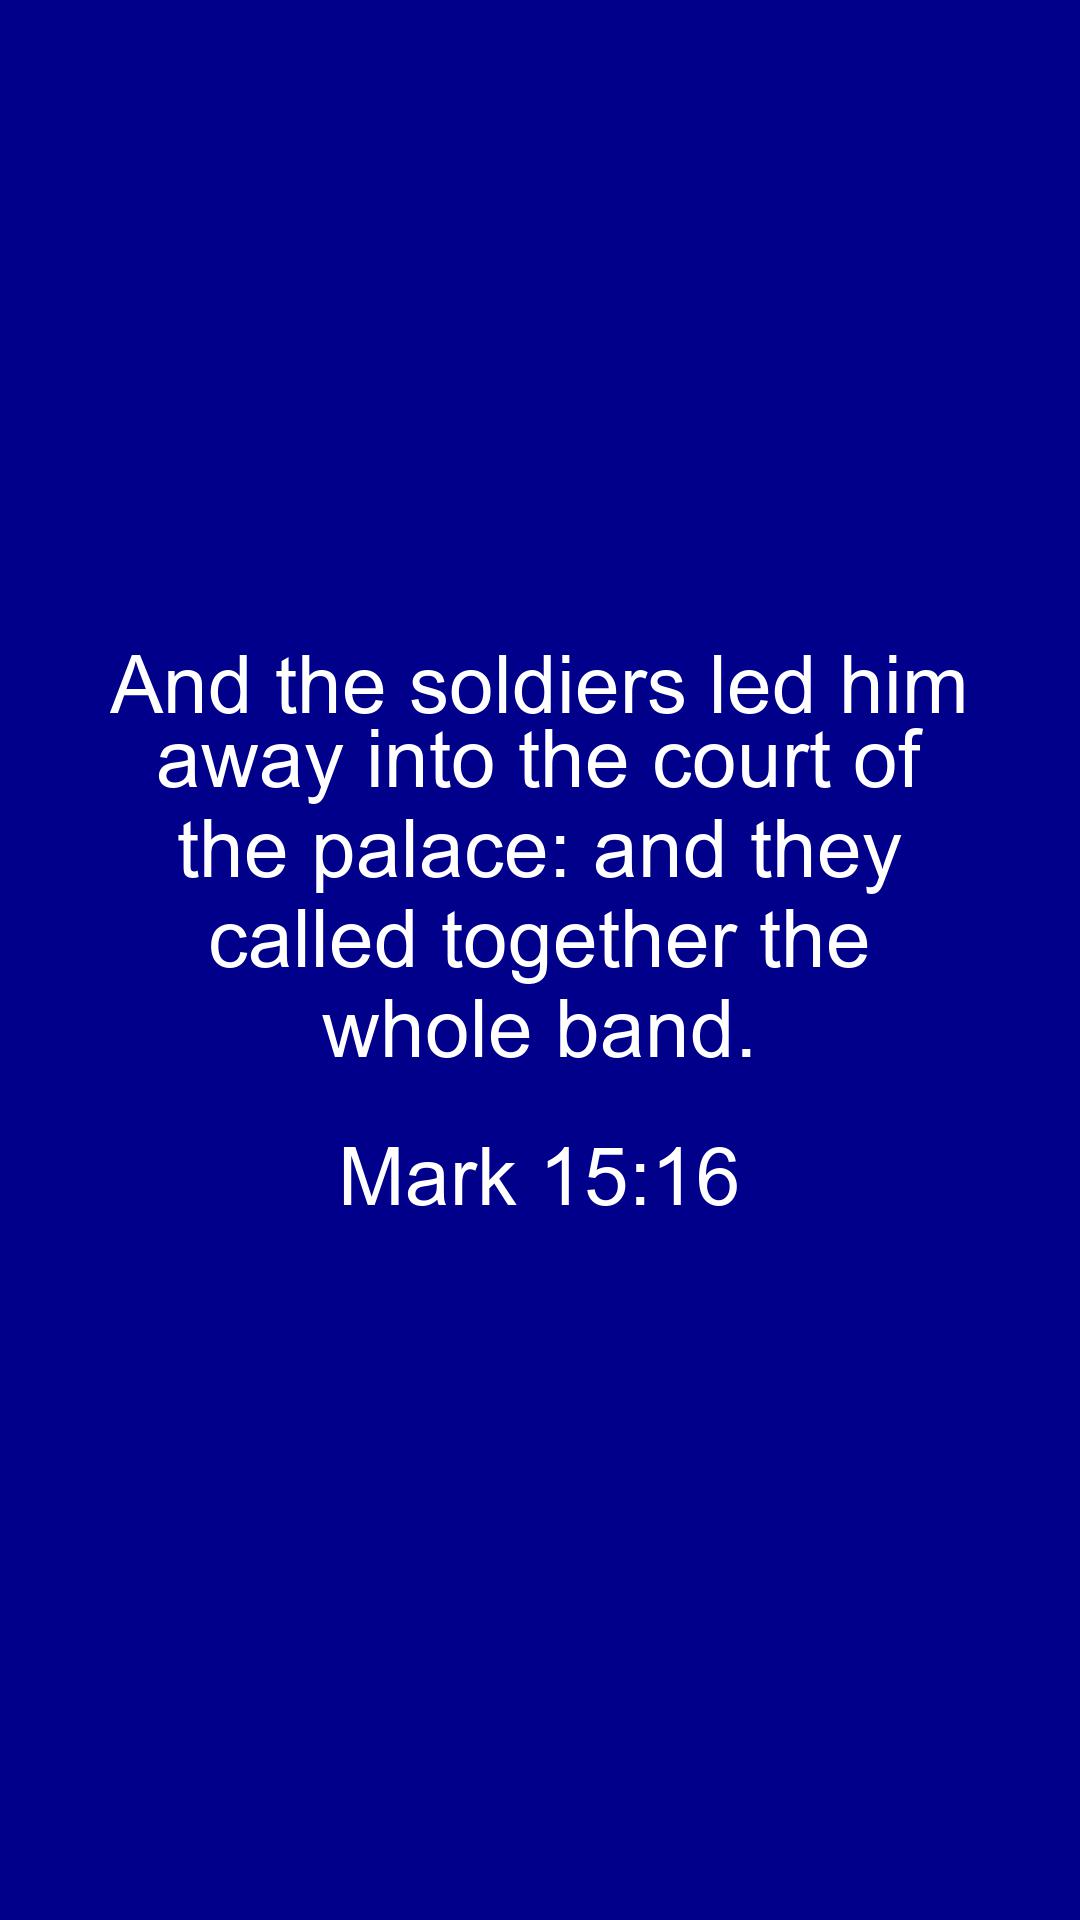 And the soldiers led him
away into the court of
the palace: and they
called together the
whole band.
Mark 15:16